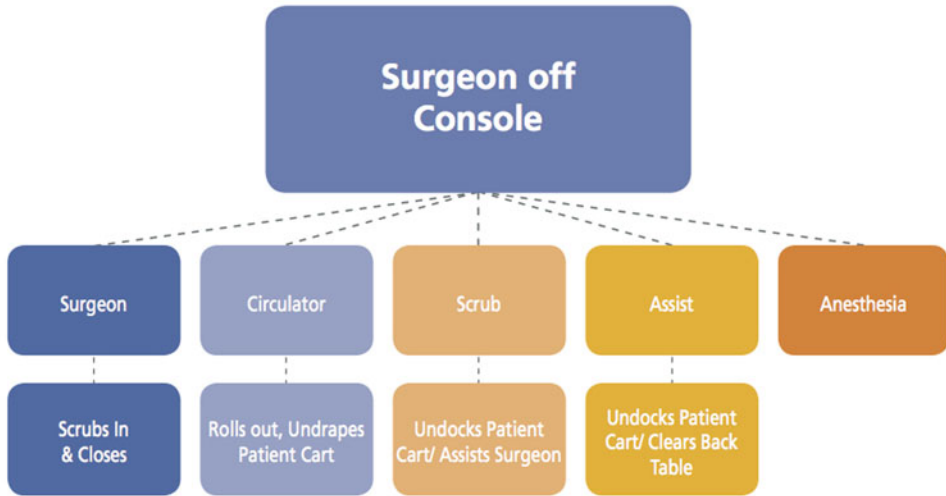 Surgeon off
Console
Surgeon
Circulator
Scrub
Assist
Anesthesia
Scrubs In
& Closes
Rolls out, Undrapes
Patient Cart
Undocks Patient
Cart/ Assists Surgeon
Undocks Patient
Cart/ Clears Back
Table